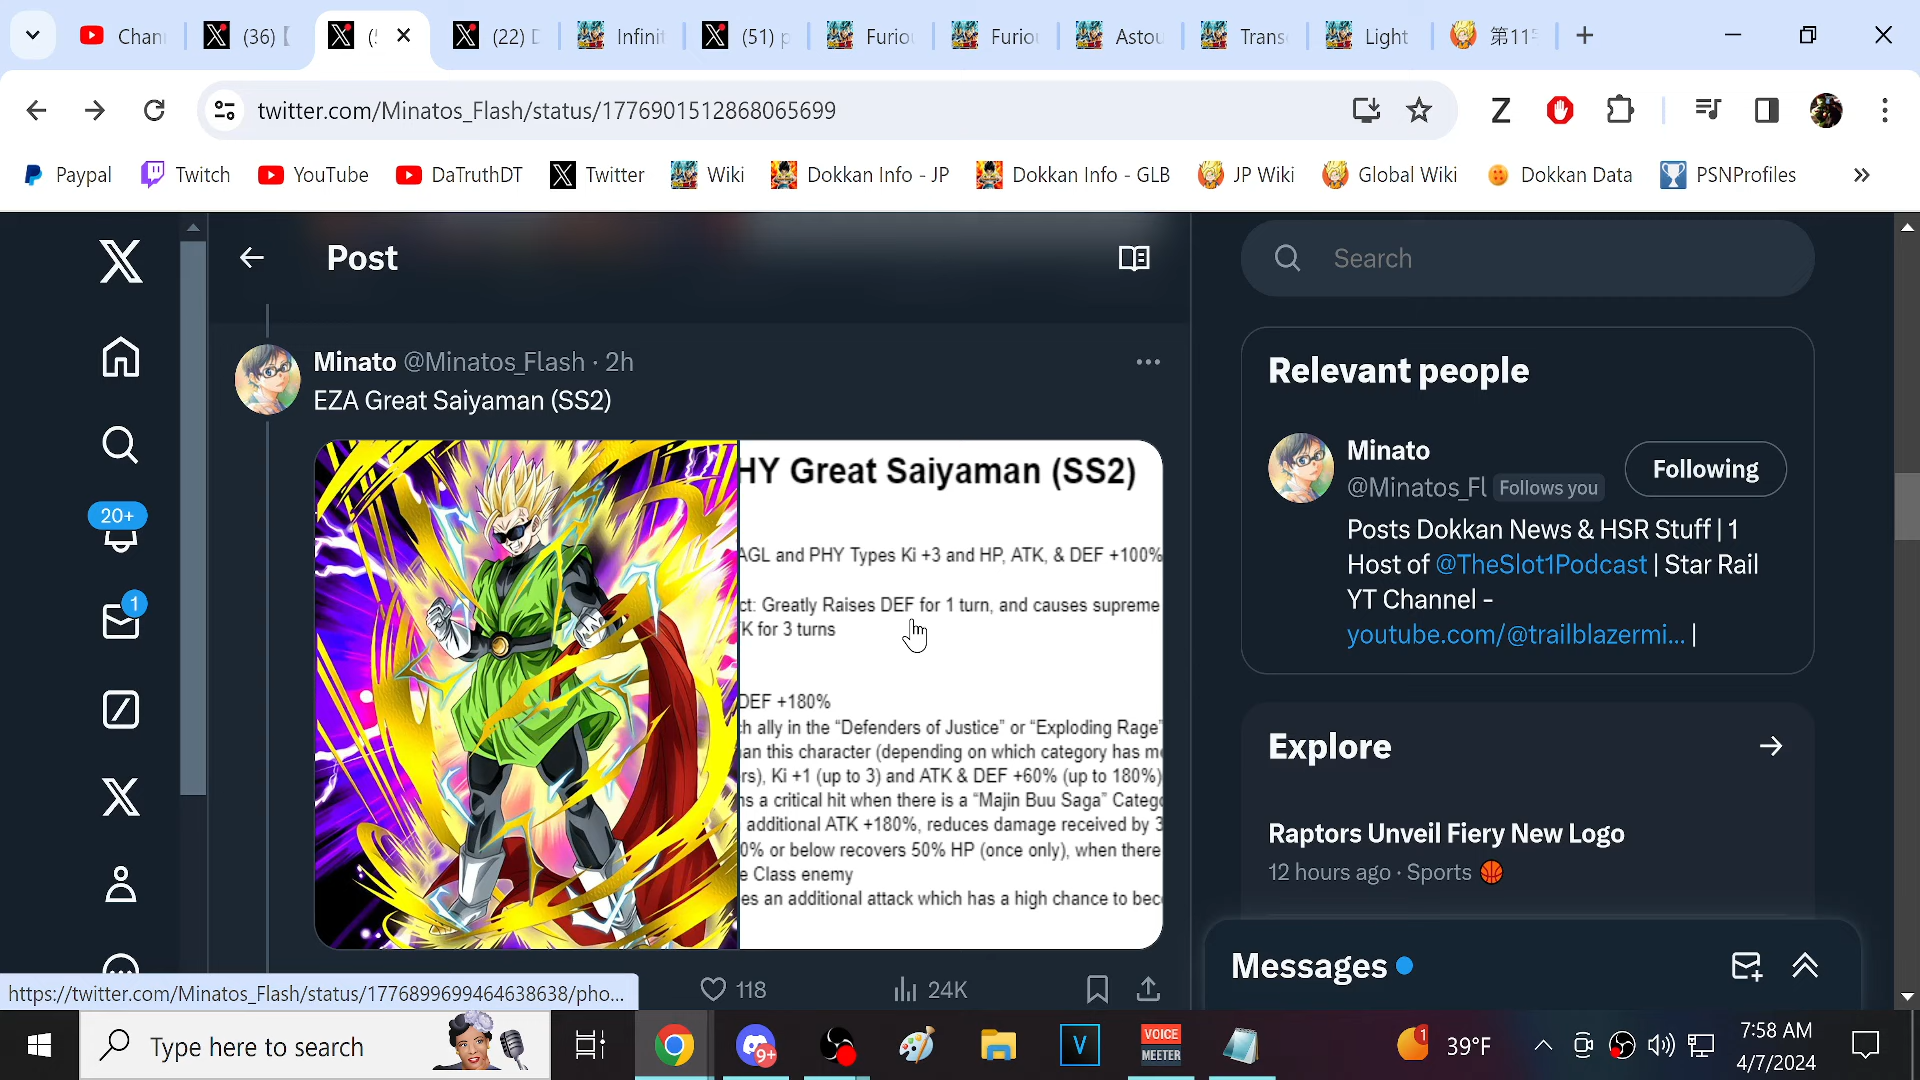 Chan (36) (22) D Infinit (51) p Furiou Furiou Astou Trans Light 第11
twitter.com/Minatos_Flash/status/1776901512868065699
Paypal Twitch YouTube DaTruthDT Twitter Wiki Dokkan Info - JP Dokkan Info - GLB JP Wiki Global Wiki Dokkan Data PSNProfiles
Post
Search
Minato @Minatos_Flash · 2h
EZA Great Saiyaman (SS2)
HY Great Saiyaman (SS2)
AGL and PHY Types Ki +3 and HP, ATK, & DEF +100%
ct: Greatly Raises DEF for 1 turn, and causes supreme
K for 3 turns
DEF +180%
ch ally in the “Defenders of Justice” or “Exploding Rage”
an this character (depending on which category has me
rs), Ki +1 (up to 3) and ATK & DEF +60% (up to 180%)
ns a critical hit when there is a “Majin Buu Saga” Catego
additional ATK +180%, reduces damage received by 3
0% or below recovers 50% HP (once only), when there
e Class enemy
es an additional attack which has a high chance to beco
118 24K
20+
1
Relevant people
Minato
@Minatos_Fl Follows you
Following
Posts Dokkan News & HSR Stuff | 1
Host of @TheSlot1Podcast | Star Rail
YT Channel -
youtube.com/@trailblazermi... |
Explore
Raptors Unveil Fiery New Logo
12 hours ago · Sports
Messages
https://twitter.com/Minatos_Flash/status/1776899699464638638/pho...
Type here to search
9+
V
VOICE
MEETER
1
39°F
7:58 AM
4/7/2024